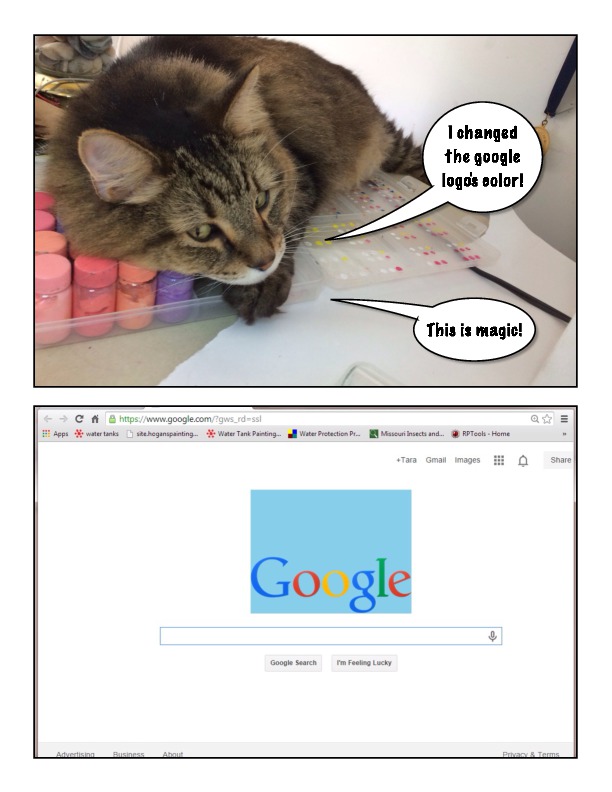 I changed
the google
logo's color!
This is magic!
https://www.google.com/?gws_rd=ssl
Apps water tanks site.hoganspainting... Water Tank Painting... Water Protection Pr... Missouri Insects and... RPTools - Home »
+Tara Gmail Images Share
Google
Google Search I'm Feeling Lucky
Advertising Business About Privacy & Terms